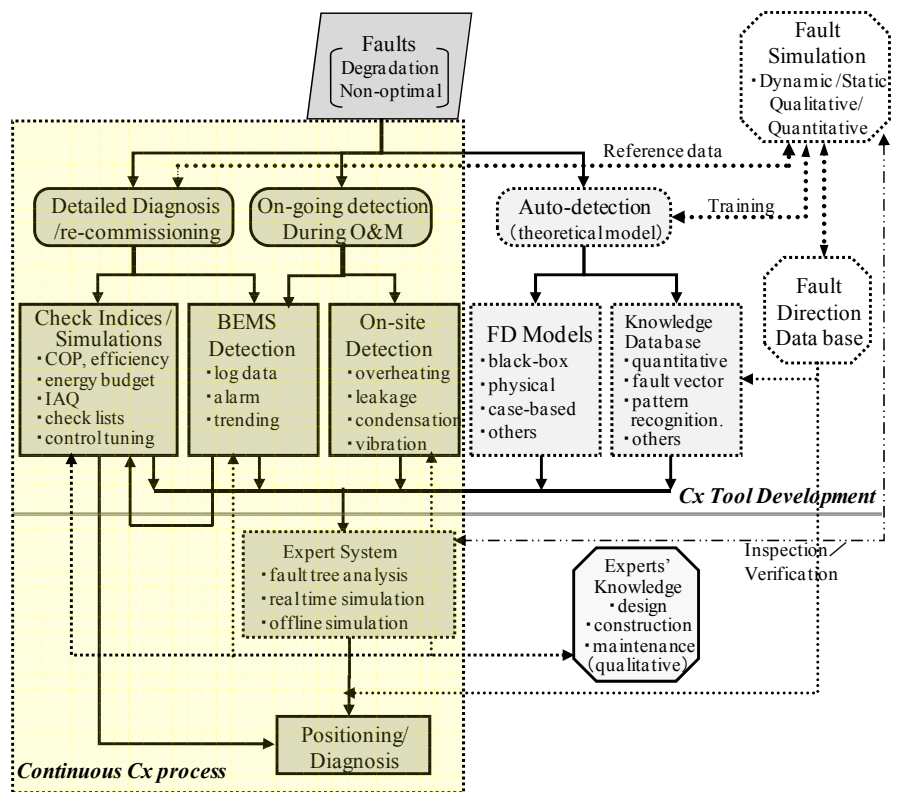 Faults
Degradation
Non-optimal
Fault
Simulation
・Dynamic/Static
Qualitative/
Quantitative
Reference data
Training
Detailed Diagnosis
/re-commissioning
On-going detection
During O&M
Auto-detection
(theoretical model)
Fault
Direction
Data base
Check Indices/
Simulations
・COP, efficiency
・energy budget
・IAQ
・check lists
・control tuning
BEMS
Detection
・log data
・alarm
・trending
On-site
Detection
・overheating
・leakage
・condensation
・vibration
FD Models
・black-box
・physical
・case-based
・others
Knowledge
Database
・quantitative
・fault vector
・pattern
recognition.
・others
Cx Tool Development
Expert System
・fault tree analysis
・real time simulation
・offline simulation
Inspection/
Verification
Experts'
Knowledge
・design
・construction
・maintenance
(qualitative)
Positioning/
Diagnosis
Continuous Cx process